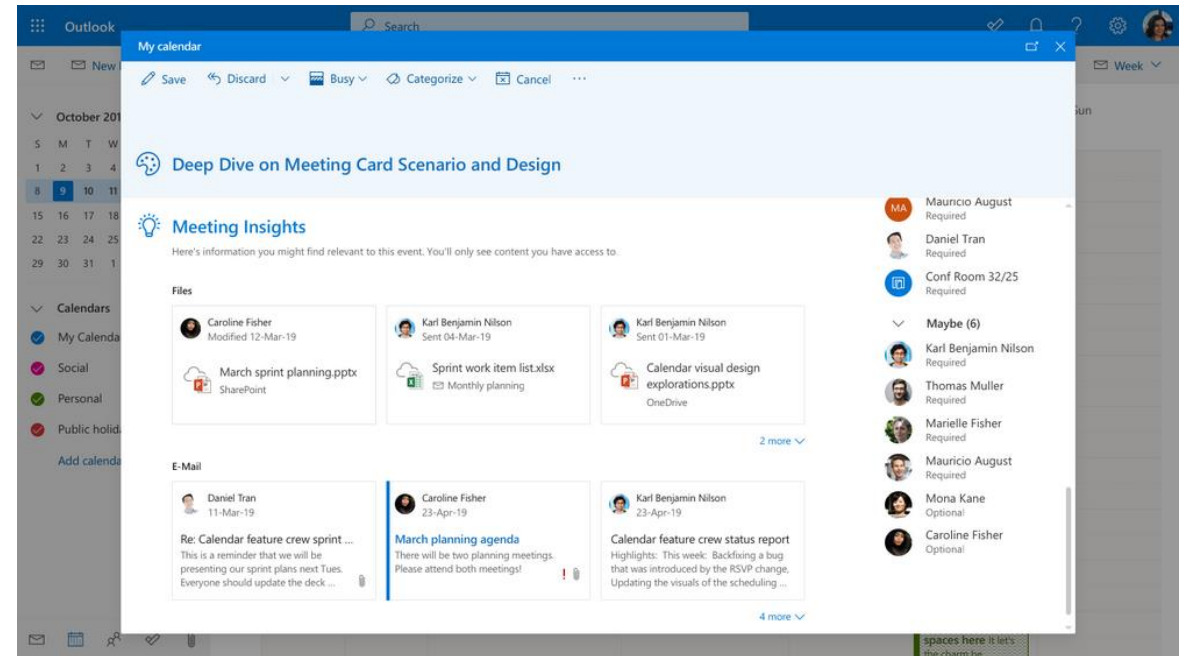 Outlook
Search
My calendar
New
Week
Save
Discard
Busy
Categorize
Cancel
October 201
S M T W
1 2 3 4
8 9 10 11
15 16 17 18
22 23 24 25
29 30 31 1
Calendars
My Calenda
Social
Personal
Public holid
Add calenda
Deep Dive on Meeting Card Scenario and Design
Meeting Insights
Here's information you might find relevant to this event. You'll only see content you have access to.
Files
Caroline Fisher
Modified 12-Mar-19
March sprint planning.pptx
SharePoint
Karl Benjamin Nilson
Sent 04-Mar-19
Sprint work item list.xlsx
Monthly planning
Karl Benjamin Nilson
Sent 01-Mar-19
Calendar visual design
explorations.pptx
OneDrive
2 more
E-Mail
Daniel Tran
11-Mar-19
Re: Calendar feature crew sprint ...
This is a reminder that we will be
presenting our sprint plans next Tues.
Everyone should update the deck ...
Caroline Fisher
23-Apr-19
March planning agenda
There will be two planning meetings.
Please attend both meetings!
Karl Benjamin Nilson
23-Apr-19
Calendar feature crew status report
Highlights: This week: Backfixing a bug
that was introduced by the RSVP change,
Updating the visuals of the scheduling ...
4 more
MA
Mauricio August
Required
Daniel Tran
Required
Conf Room 32/25
Required
Maybe (6)
Karl Benjamin Nilson
Required
Thomas Muller
Required
Marielle Fisher
Required
Mauricio August
Required
Mona Kane
Optional
Caroline Fisher
Optional
Sun
spaces here It let's
the charm be